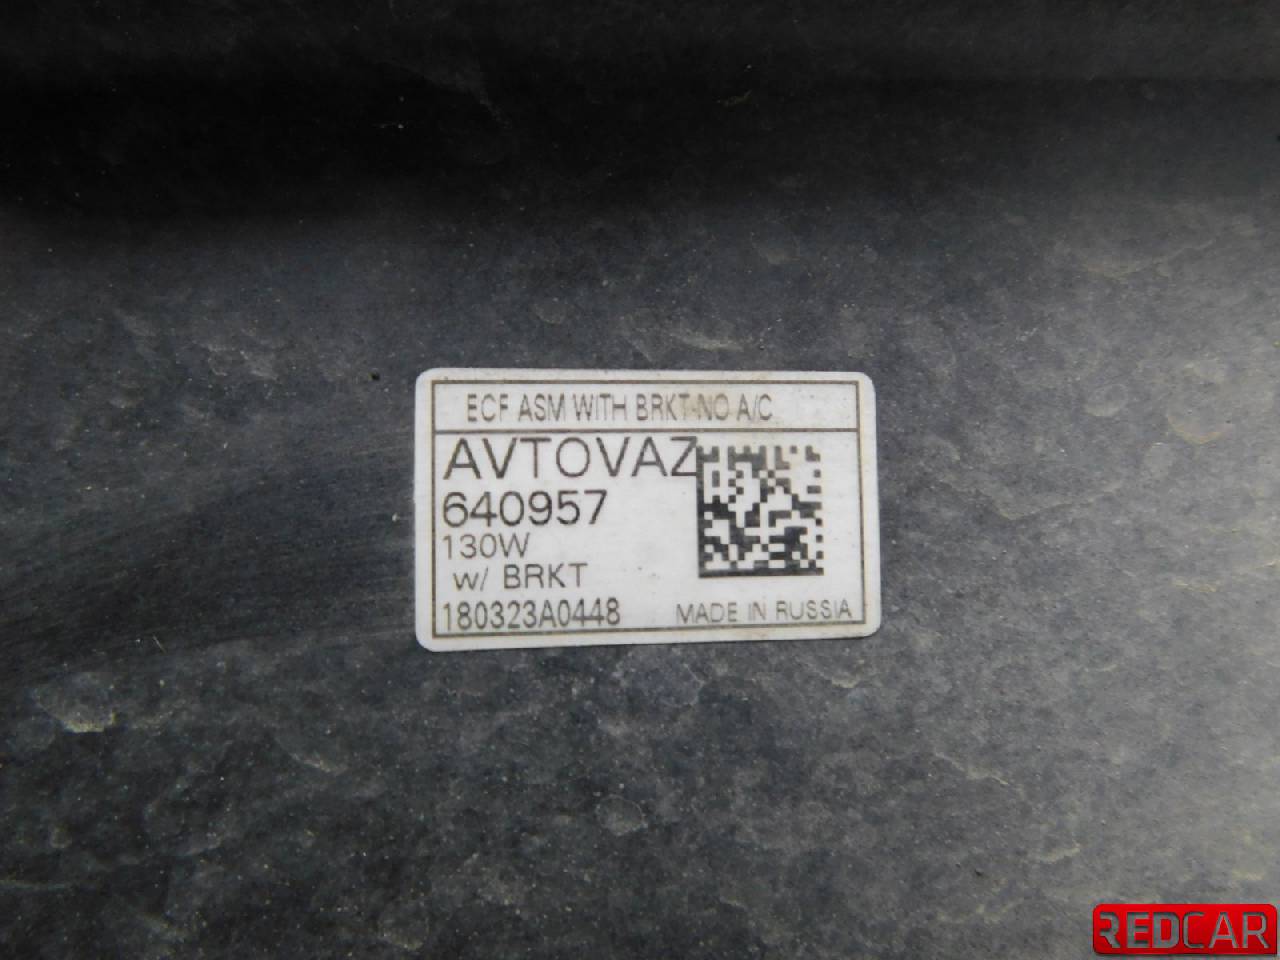 ECF ASM WITH BRKT-NO A/C
AVTOVAZ
640957
130W
w/ BRKT
180323A0448
MADE IN RUSSIA
REDCAR